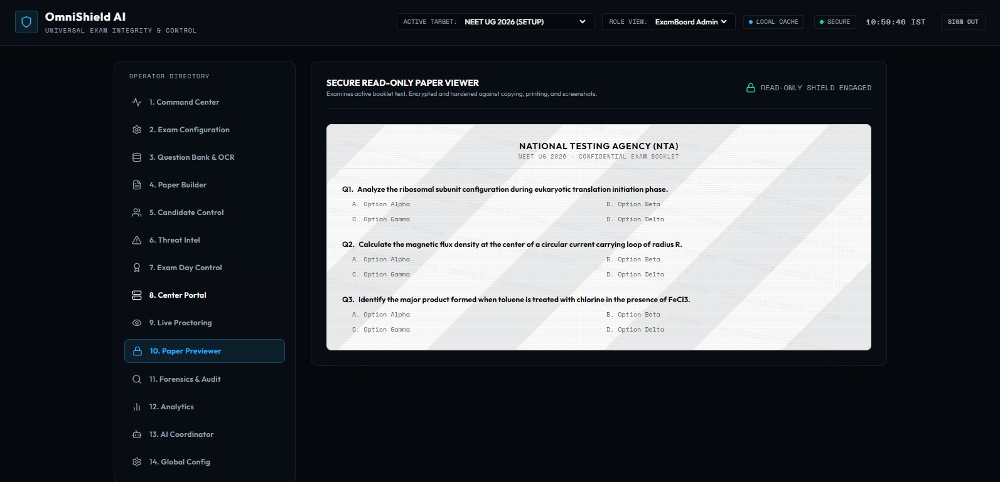 OmniShield AI
UNIVERSAL EXAM INTEGRITY & CONTROL
ACTIVE TARGET: NEET UG 2026 (SETUP)
ROLE VIEW: ExamBoard Admin
LOCAL CACHE
SECURE
10:59:46 IST
SIGN OUT
OPERATOR DIRECTORY
1. Command Center
2. Exam Configuration
3. Question Bank & OCR
4. Paper Builder
5. Candidate Control
6. Threat Intel
7. Exam Day Control
8. Center Portal
9. Live Proctoring
10. Paper Previewer
11. Forensics & Audit
12. Analytics
13. AI Coordinator
14. Global Config
SECURE READ-ONLY PAPER VIEWER
Examines active booklet text. Encrypted and hardened against copying, printing, and screenshots.
READ-ONLY SHIELD ENGAGED
NATIONAL TESTING AGENCY (NTA)
NEET UG 2026 - CONFIDENTIAL EXAM BOOKLET
Q1. Analyze the ribosomal subunit configuration during eukaryotic translation initiation phase.
A. Option Alpha
B. Option Beta
C. Option Gamma
D. Option Delta
Q2. Calculate the magnetic flux density at the center of a circular current carrying loop of radius R.
A. Option Alpha
B. Option Beta
C. Option Gamma
D. Option Delta
Q3. Identify the major product formed when toluene is treated with chlorine in the presence of FeCl3.
A. Option Alpha
B. Option Beta
C. Option Gamma
D. Option Delta
OMNISHIELD CONTROL PREVIEW